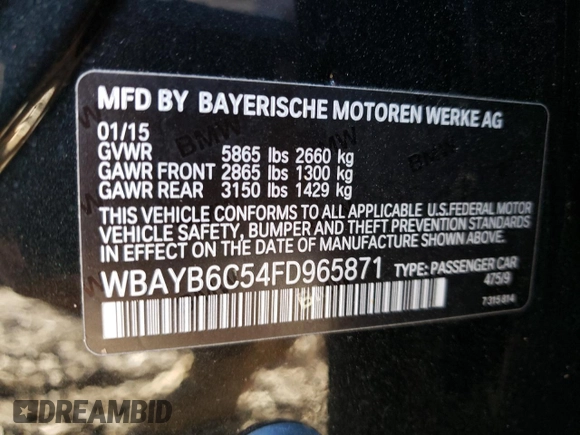 MFD BY BAYERISCHE MOTOREN WERKE AG
01/15
GVWR 5865 lbs 2660 kg
GAWR FRONT 2865 lbs 1300 kg
GAWR REAR 3150 lbs 1429 kg
THIS VEHICLE CONFORMS TO ALL APPLICABLE U.S.FEDERAL MOTOR
VEHICLE SAFETY, BUMPER AND THEFT PREVENTION STANDARDS
IN EFFECT ON THE DATE OF MANUFACTURE SHOWN ABOVE.
WBAYB6C54FD965871 TYPE: PASSENGER CAR
475/9
7315814
DREAMBID